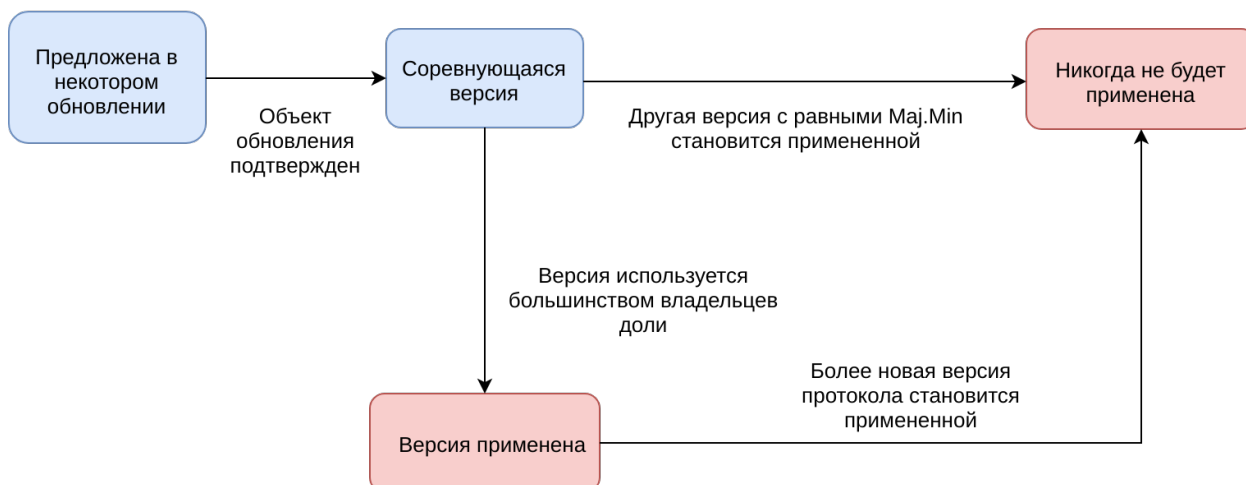 Предложена в
некотором
обновлении
Объект
обновления
подтвержден
Соревнующаяся
версия
Другая версия с равными Maj.Min
становится примененной
Никогда не будет
применена
Версия используется
большинством владельцев
доли
Версия применена
Более новая версия
протокола становится
примененной